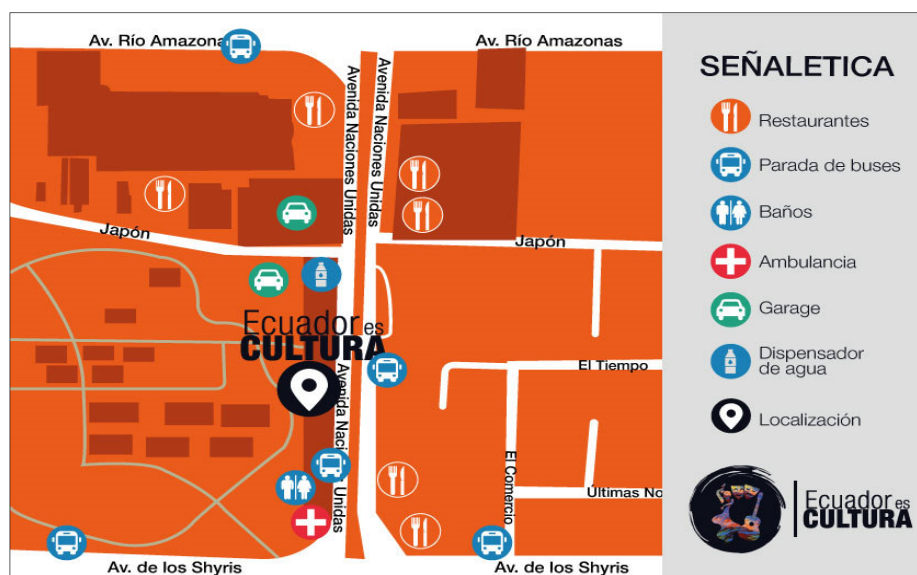 Av. Río Amazona
Av. Río Amazonas
Avenida Naciones Unidas
Avenida Naciones Unidas
Japón
Japón
Ecuador es
CULTURA
Avenida Naci
s Unidas
El Tiempo
El Comercio
Últimas No
Av. de los Shyris
Av. de los Shyris
SEÑALETICA
Restaurantes
Parada de buses
Baños
Ambulancia
Garage
Dispensador
de agua
Localización
Ecuador es
CULTURA